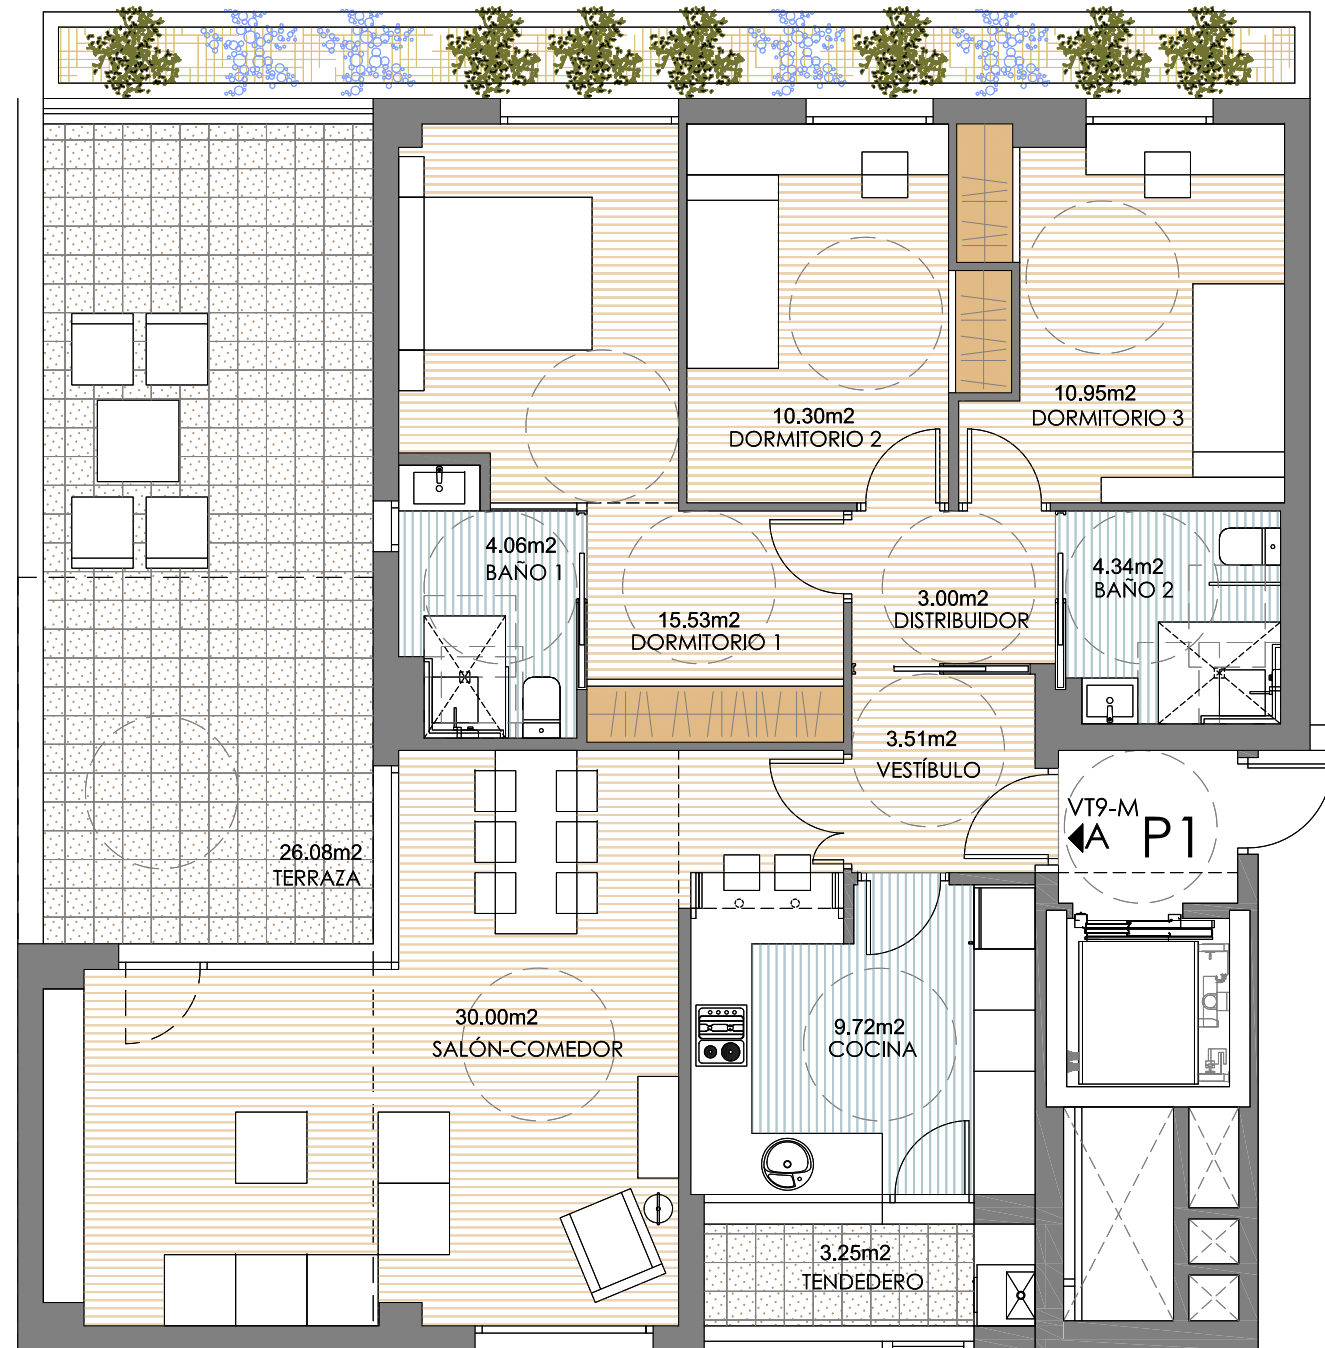 10.95m2
DORMITORIO 3
10.30m2
DORMITORIO 2
4.06m2
BAÑO 1
4.34m2
BAÑO 2
3.00m2
DISTRIBUIDOR
15.53m2
DORMITORIO 1
3.51m2
VESTÍBULO
VT9-M
A P1
26.08m2
TERRAZA
30.00m2
SALÓN-COMEDOR
9.72m2
COCINA
3.25m2
TENDEDERO